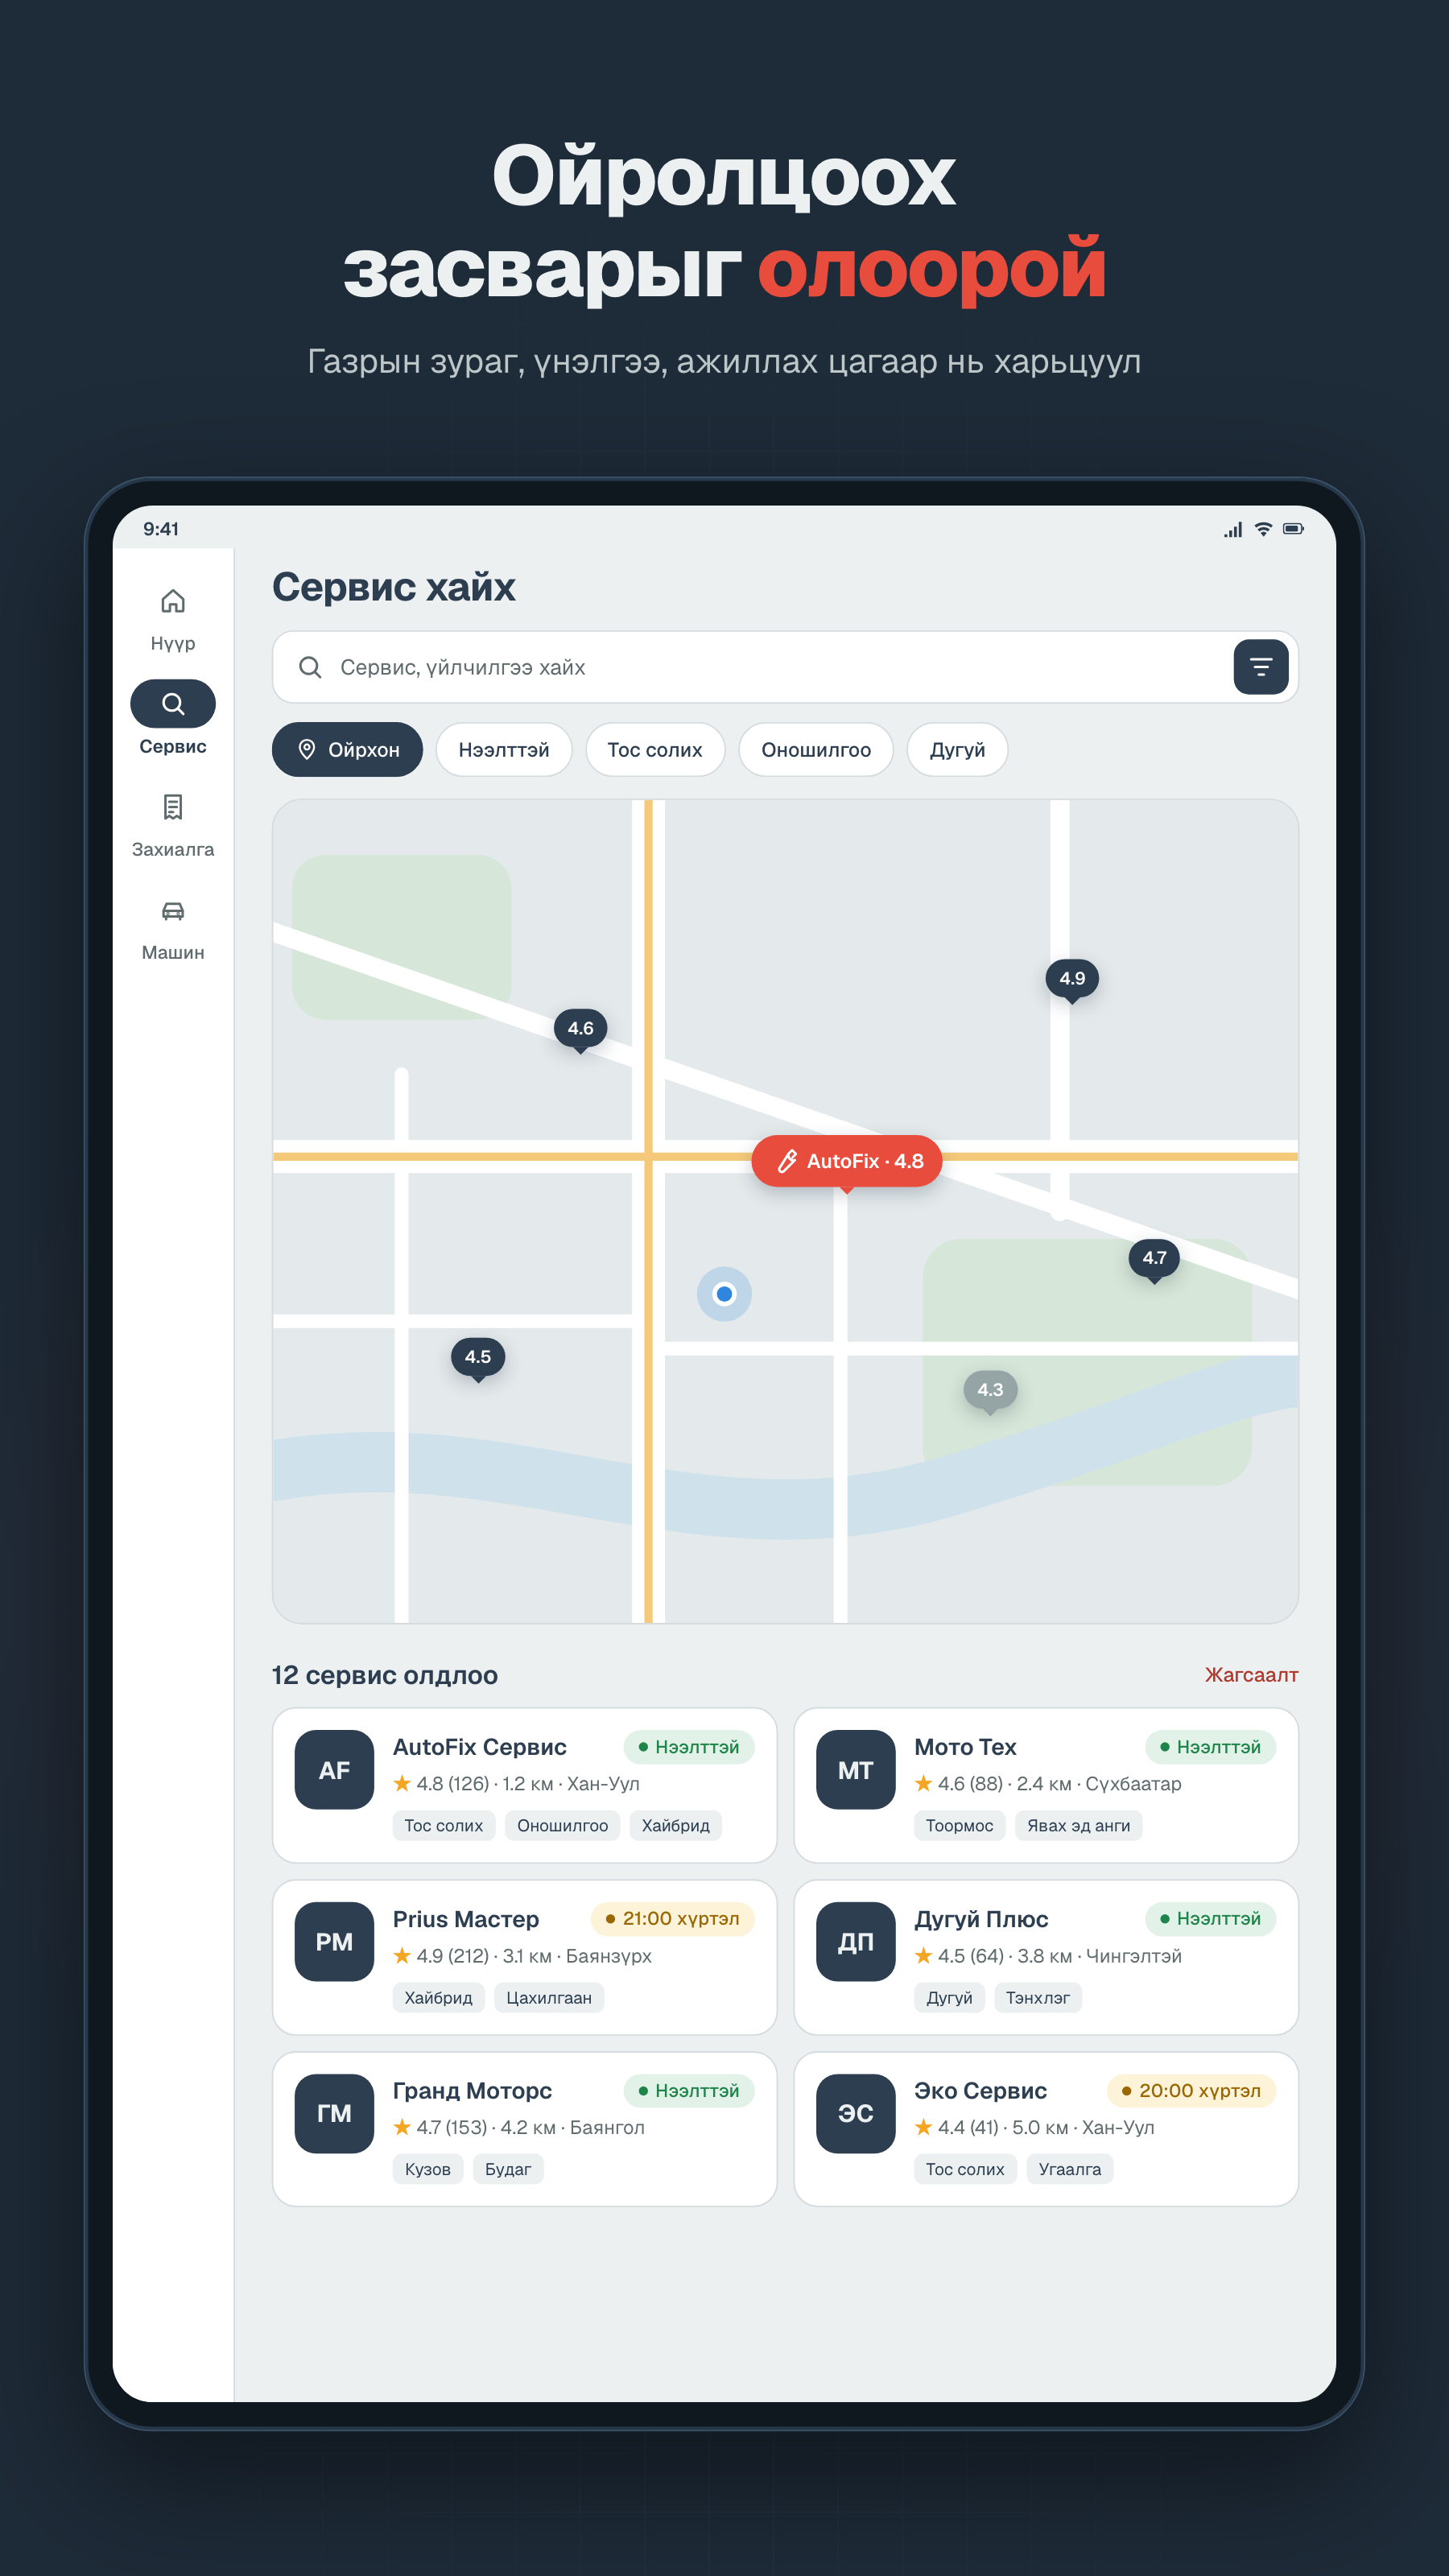 Ойролцоох
засварыг олоорой
Газрын зураг, үнэлгээ, ажиллах цагаар нь харьцуул
9:41
Нүүр
Сервис
Захиалга
Машин
Сервис хайх
Сервис, үйлчилгээ хайх
Ойрхон
Нээлттэй
Тос солих
Оношилгоо
Дугуй
4.9
4.6
AutoFix · 4.8
4.7
4.5
4.3
12 сервис олдлоо
Жагсаалт
AF
AutoFix Сервис
Нээлттэй
★ 4.8 (126) · 1.2 км · Хан-Уул
Тос солих
Оношилгоо
Хайбрид
МТ
Мото Тех
Нээлттэй
★ 4.6 (88) · 2.4 км · Сүхбаатар
Тоормос
Явах эд анги
PM
Prius Мастер
21:00 хүртэл
★ 4.9 (212) · 3.1 км · Баянзүрх
Хайбрид
Цахилгаан
ДП
Дугуй Плюс
Нээлттэй
★ 4.5 (64) · 3.8 км · Чингэлтэй
Дугуй
Тэнхлэг
ГМ
Гранд Моторс
Нээлттэй
★ 4.7 (153) · 4.2 км · Баянгол
Кузов
Будаг
ЭС
Эко Сервис
20:00 хүртэл
★ 4.4 (41) · 5.0 км · Хан-Уул
Тос солих
Угаалга